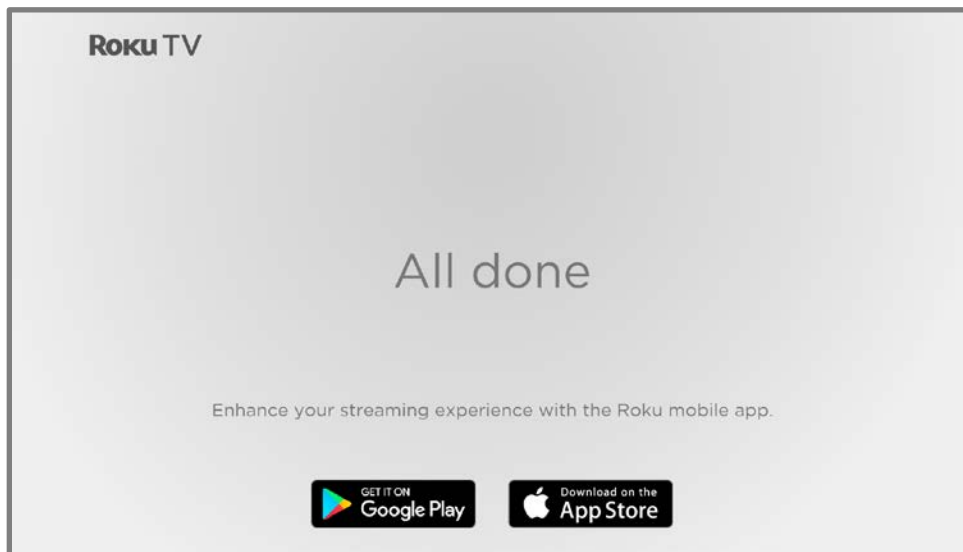 Roku TV
All done
Enhance your streaming experience with the Roku mobile app.
GET IT ON
Google Play
Download on the
App Store